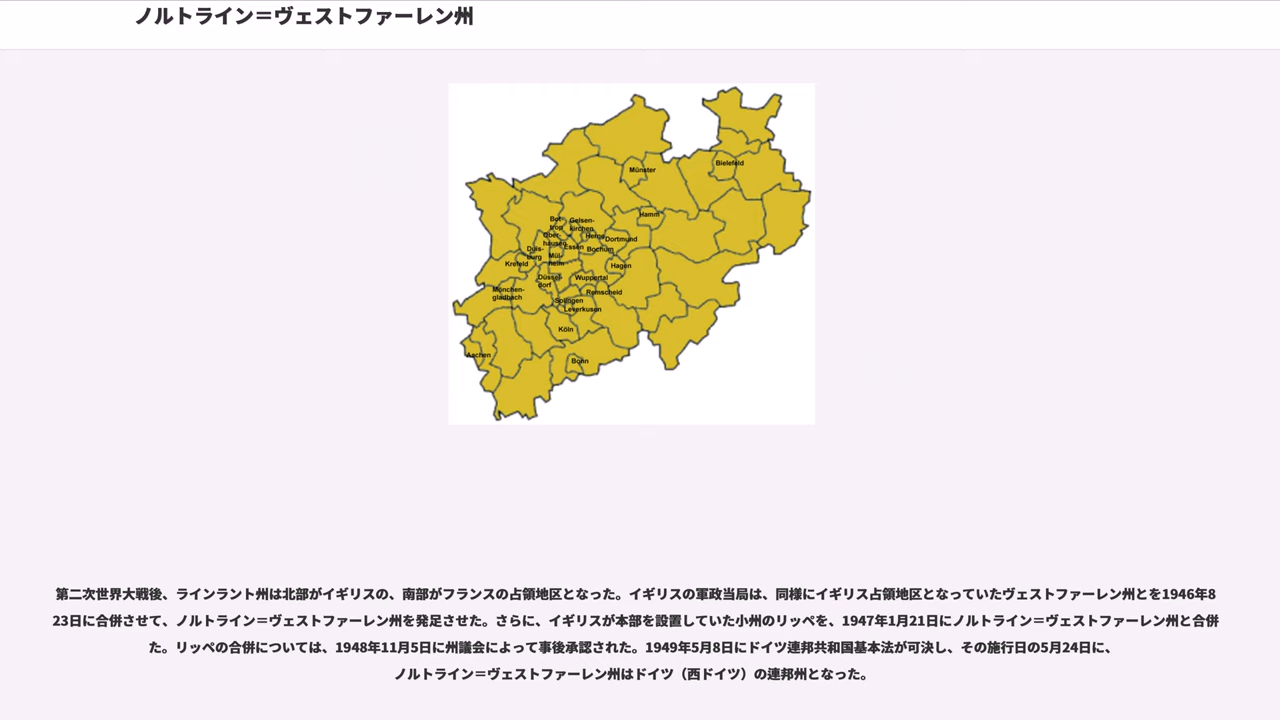 ノルトライン＝ヴェストファーレン州
Münster
Bielefeld
Hamm
Bot-
trop
Gelsen-
kirchen
Ober-
hausen
Herne
Dortmund
Essen
Bochum
Duis-
burg
Mül-
heim
Krefeld
Hagen
Düssel-
dorf
Wuppertal
Mönchen-
gladbach
Remscheid
Solingen
Leverkusen
Köln
Aachen
Bonn
第二次世界大戦後、ラインラント州は北部がイギリスの、南部がフランスの占領地区となった。イギリスの軍政当局は、同様にイギリス占領地区となっていたヴェストファーレン州とを1946年8
23日に合併させて、ノルトライン＝ヴェストファーレン州を発足させた。さらに、イギリスが本部を設置していた小州のリッペを、1947年1月21日にノルトライン＝ヴェストファーレン州と合併
た。リッペの合併については、1948年11月5日に州議会によって事後承認された。1949年5月8日にドイツ連邦共和国基本法が可決し、その施行日の5月24日に、
ノルトライン＝ヴェストファーレン州はドイツ（西ドイツ）の連邦州となった。